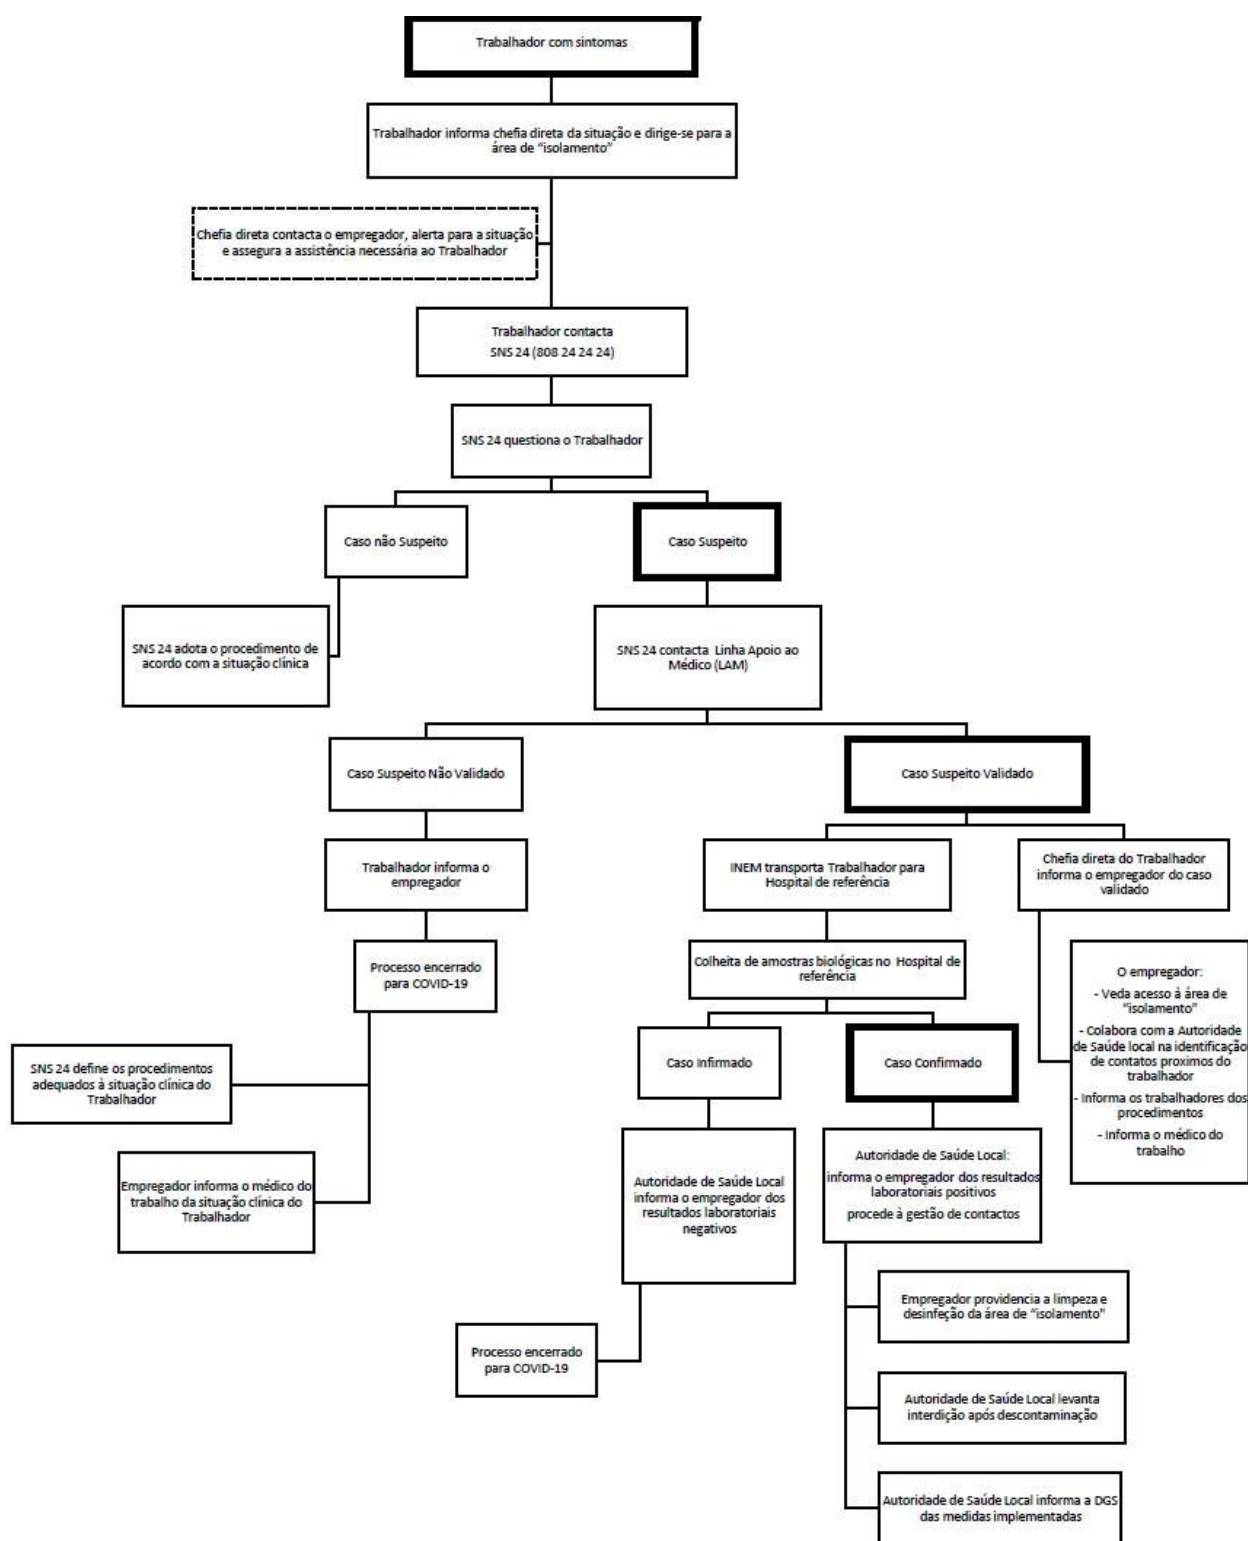 Trabalhador com sintomas
Trabalhador informa chefia direta da situação e dirige-se para a
área de “isolamento”
Chefia direta contacta o empregador, alerta para a situação
e assegura a assistência necessária ao Trabalhador
Trabalhador contacta
SNS 24 (808 24 24 24)
SNS 24 questiona o Trabalhador
Caso não Suspeito
Caso Suspeito
SNS 24 adota o procedimento de
acordo com a situação clínica
SNS 24 contacta Linha Apoio ao
Médico (LAM)
Caso Suspeito Não Validado
Caso Suspeito Validado
Trabalhador informa o
empregador
INEM transporta Trabalhador para
Hospital de referência
Chefia direta do Trabalhador
informa o empregador do caso
validado
Processo encerrado
para COVID-19
Colheita de amostras biológicas no Hospital de
referência
O empregador:
- Veda acesso à área de
“isolamento”
- Colabora com a Autoridade
de Saúde local na identificação
de contatos proximos do
trabalhador
- Informa os trabalhadores dos
procedimentos
- Informa o médico do
trabalho
SNS 24 define os procedimentos
adequados à situação clínica do
Trabalhador
Caso Infirmado
Caso Confirmado
Empregador informa o médico do
trabalho da situação clínica do
Trabalhador
Autoridade de Saúde Local
informa o empregador dos
resultados laboratoriais
negativos
Autoridade de Saúde Local:
informa o empregador dos resultados
laboratoriais positivos
procede à gestão de contactos
Empregador providencia a limpeza e
desinfeção da área de “isolamento”
Processo encerrado
para COVID-19
Autoridade de Saúde Local levanta
interdição após descontaminação
Autoridade de Saúde Local informa a DGS
das medidas implementadas